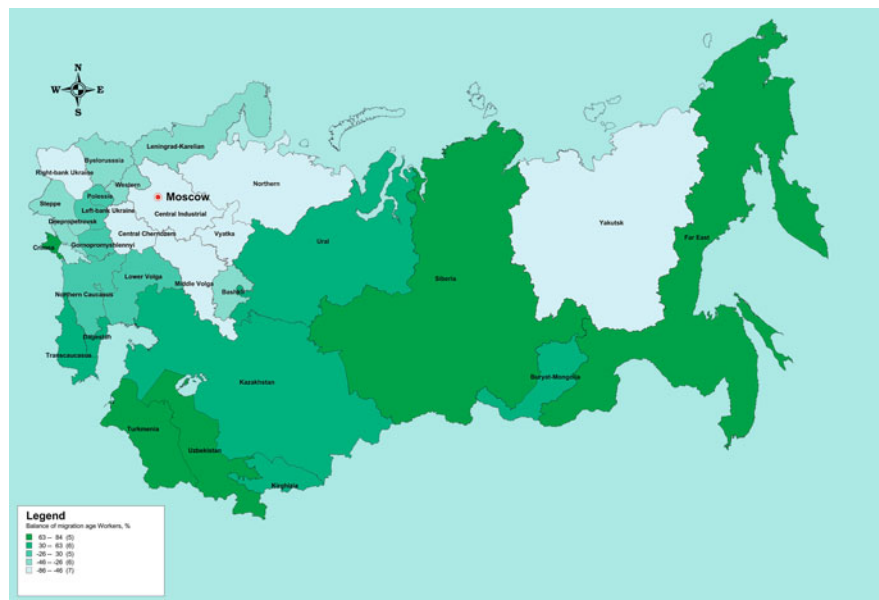 N
W E
S
Leningrad-Karelian
Byelorussia
Right-bank Ukraine
Western
Northern
Steppe
Polessia
Moscow
Left-bank Ukraine
Central Industrial
Dnepropetrovsk
Yakutsk
Central Chernozem
Vyatka
Gornopromyshlennyi
Far East
Crimea
Ural
Lower Volga
Middle Volga
Siberia
Bashkir
Northern Caucasus
Dagestan
Transcaucasus
Buryat-Mongolia
Kazakhstan
Turkmenia
Uzbekistan
Kirghizia
Legend
Balance of migration age Workers, %
63 – 84 (5)
30 – 63 (6)
-26 – 30 (5)
-46 – -26 (6)
-86 – -46 (7)